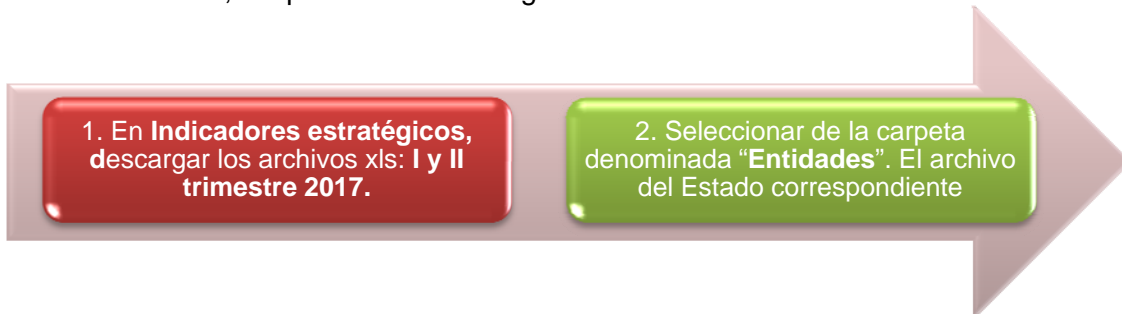 1. En Indicadores estratégicos,
descargar los archivos xls: I y II
trimestre 2017.
2. Seleccionar de la carpeta
denominada “Entidades”. El archivo
del Estado correspondiente